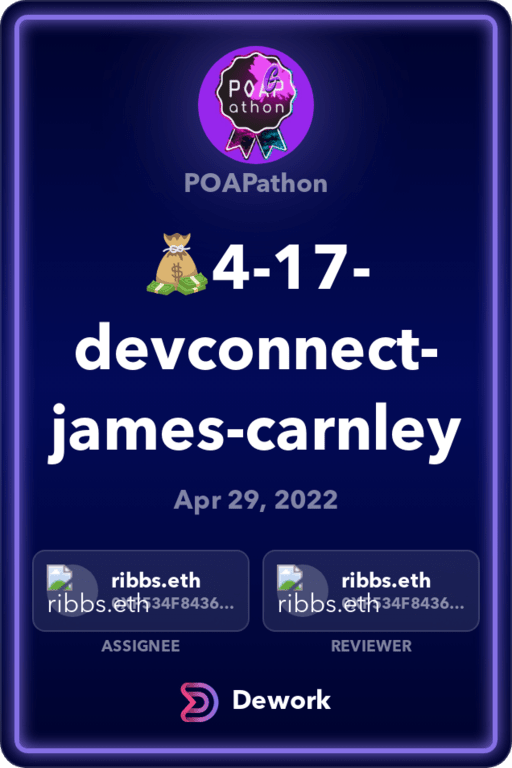 POAP
athon
POAPathon
💰4-17-
devconnect-
james-carnley
Apr 29, 2022
ribbs.eth
ribbs.eth
ASSIGNEE
ribbs.eth
ribbs.eth
REVIEWER
Dework